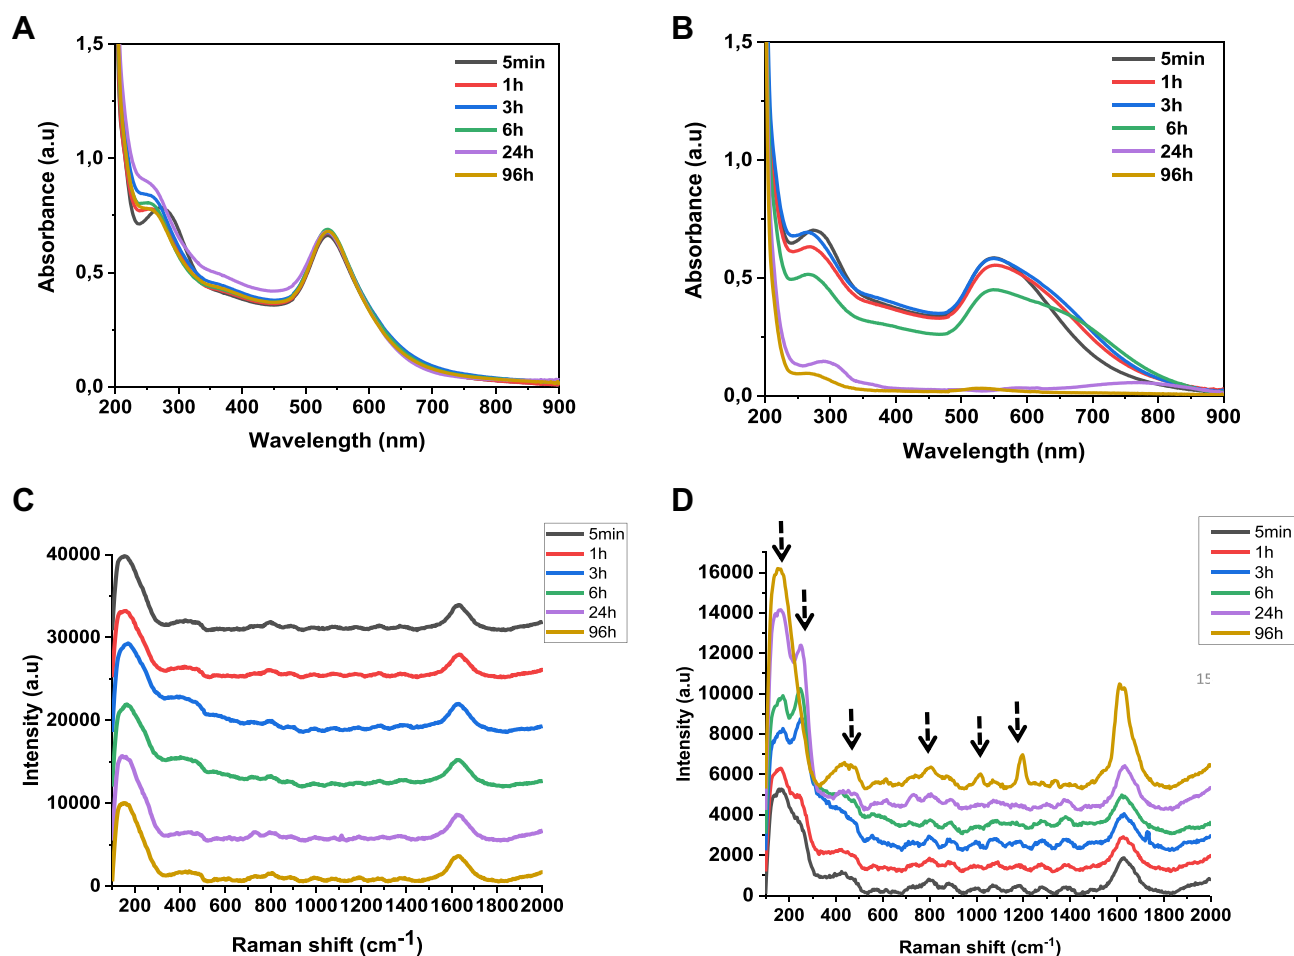 A
1,5
1,0
0,5
0,0
Absorbance (a.u)
5min
1h
3h
6h
24h
96h
200 300 400 500 600 700 800 900
Wavelength (nm)
B
1,5
1,0
0,5
0,0
Absorbance (a.u)
5min
1h
3h
6h
24h
96h
200 300 400 500 600 700 800 900
Wavelength (nm)
C
40000
30000
20000
10000
0
Intensity (a.u)
5min
1h
3h
6h
24h
96h
200 400 600 800 1000 1200 1400 1600 1800 2000
Raman shift (cm-1)
D
16000
14000
12000
10000
8000
6000
4000
2000
0
Intensity (a.u)
5min
1h
3h
6h
24h
96h
15
200 400 600 800 1000 1200 1400 1600 1800 2000
Raman shift (cm-1)